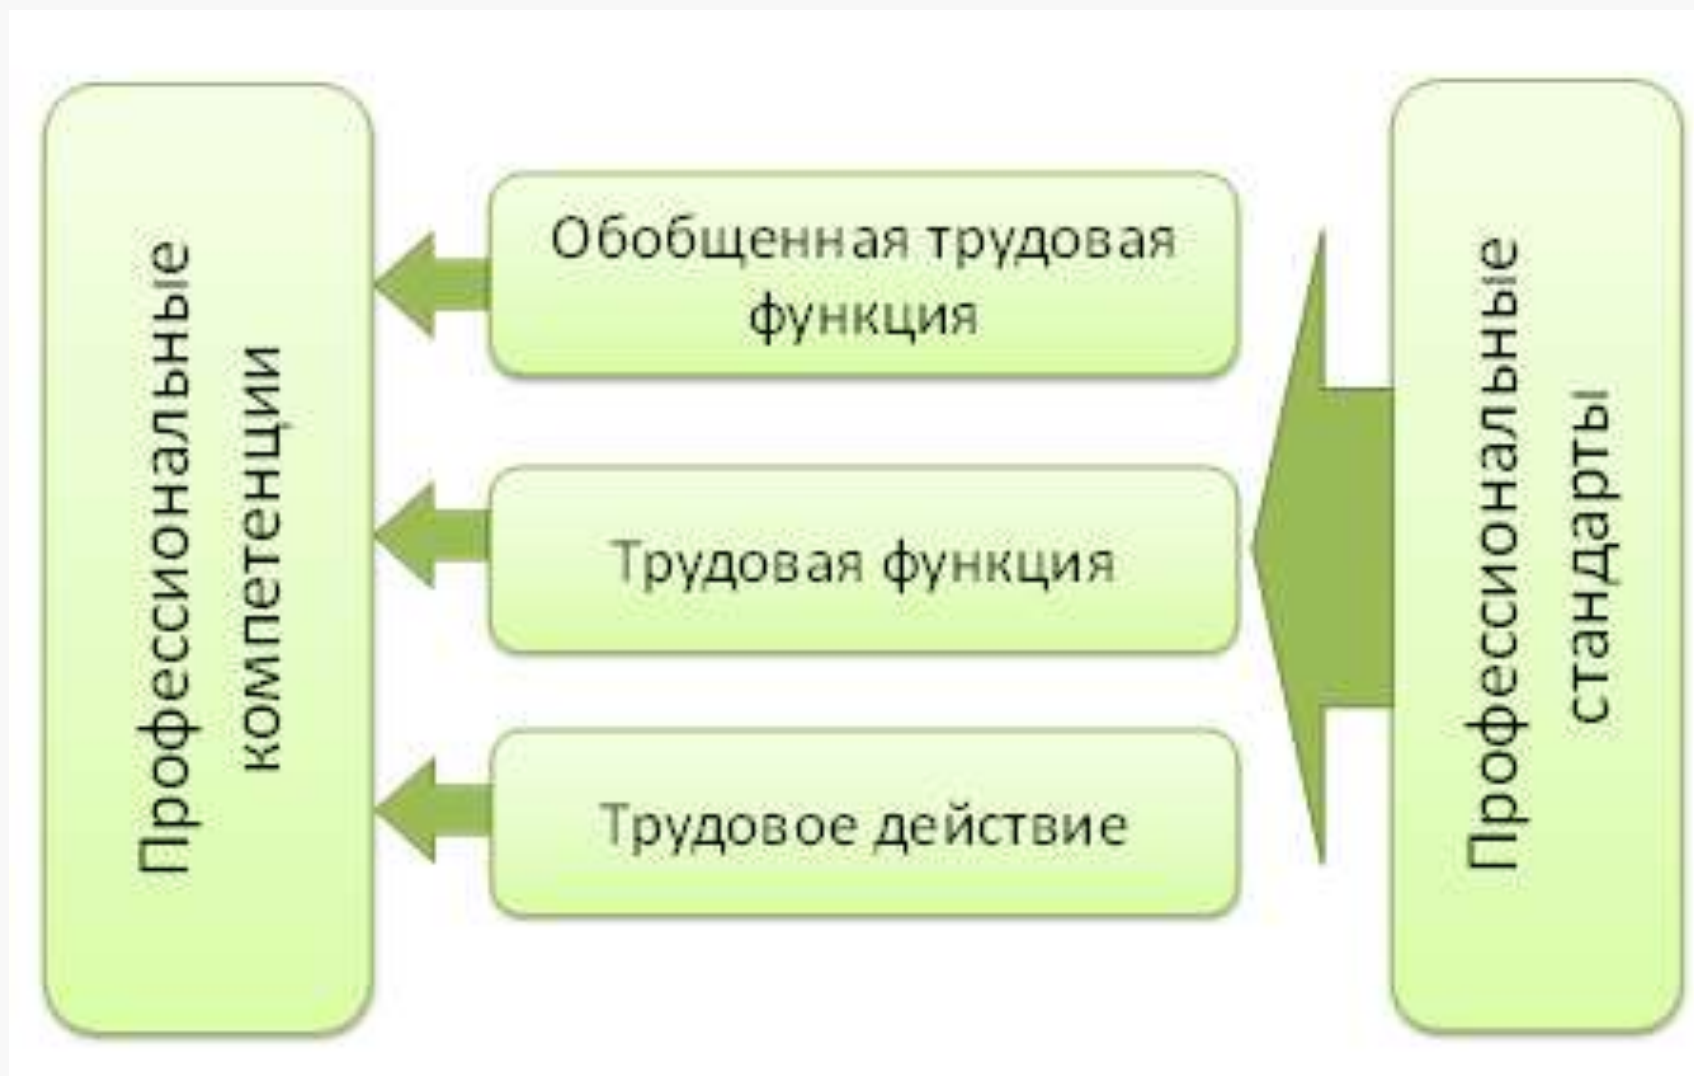 Профессиональные
компетенции
Обобщенная трудовая
функция
Трудовая функция
Трудовое действие
Профессиональные
стандарты